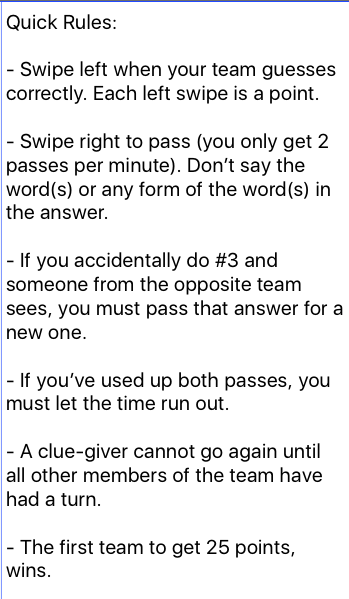 Quick Rules:
- Swipe left when your team guesses
correctly. Each left swipe is a point.
- Swipe right to pass (you only get 2
passes per minute). Don’t say the
word(s) or any form of the word(s) in
the answer.
- If you accidentally do #3 and
someone from the opposite team
sees, you must pass that answer for a
new one.
- If you’ve used up both passes, you
must let the time run out.
- A clue-giver cannot go again until
all other members of the team have
had a turn.
- The first team to get 25 points,
wins.